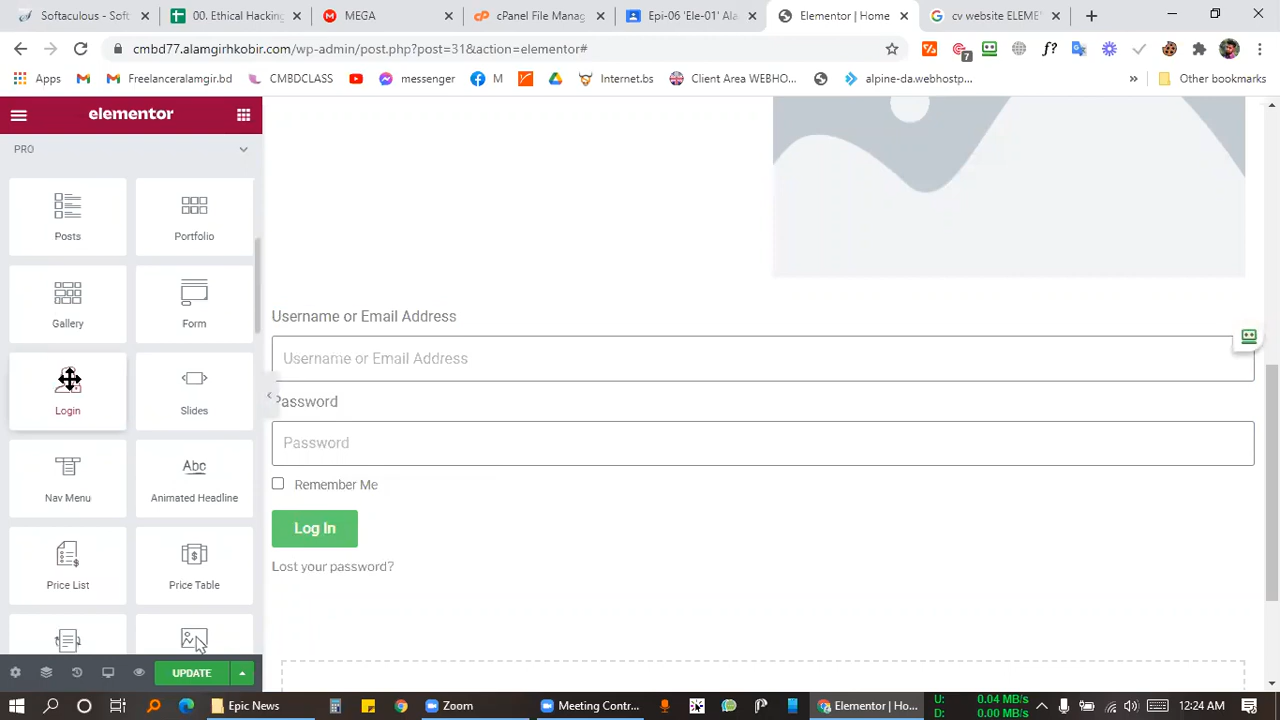 Softaculous - Soft
00. Ethical Hacking
MEGA
cPanel File Manag
Epi-06 'Ele-01' Ala
Elementor | Home
cv website ELEME
cmbd77.alamgirhkobir.com/wp-admin/post.php?post=31&action=elementor#
7
f?
Apps
Freelanceralamgir.bd
CMBDCLASS
messenger
M
Internet.bs
Client Area WEBHO...
alpine-da.webhostp...
»
Other bookmarks
elementor
PRO
Posts
Portfolio
Gallery
Form
Login
Slides
Nav Menu
Abc
Animated Headline
Price List
Price Table
UPDATE
Username or Email Address
Username or Email Address
Password
Password
Remember Me
Log In
Lost your password?
Epic News
Zoom
Meeting Contr...
Elementor | Ho...
U: 0.04 MB/s
D: 0.00 MB/s
12:24 AM